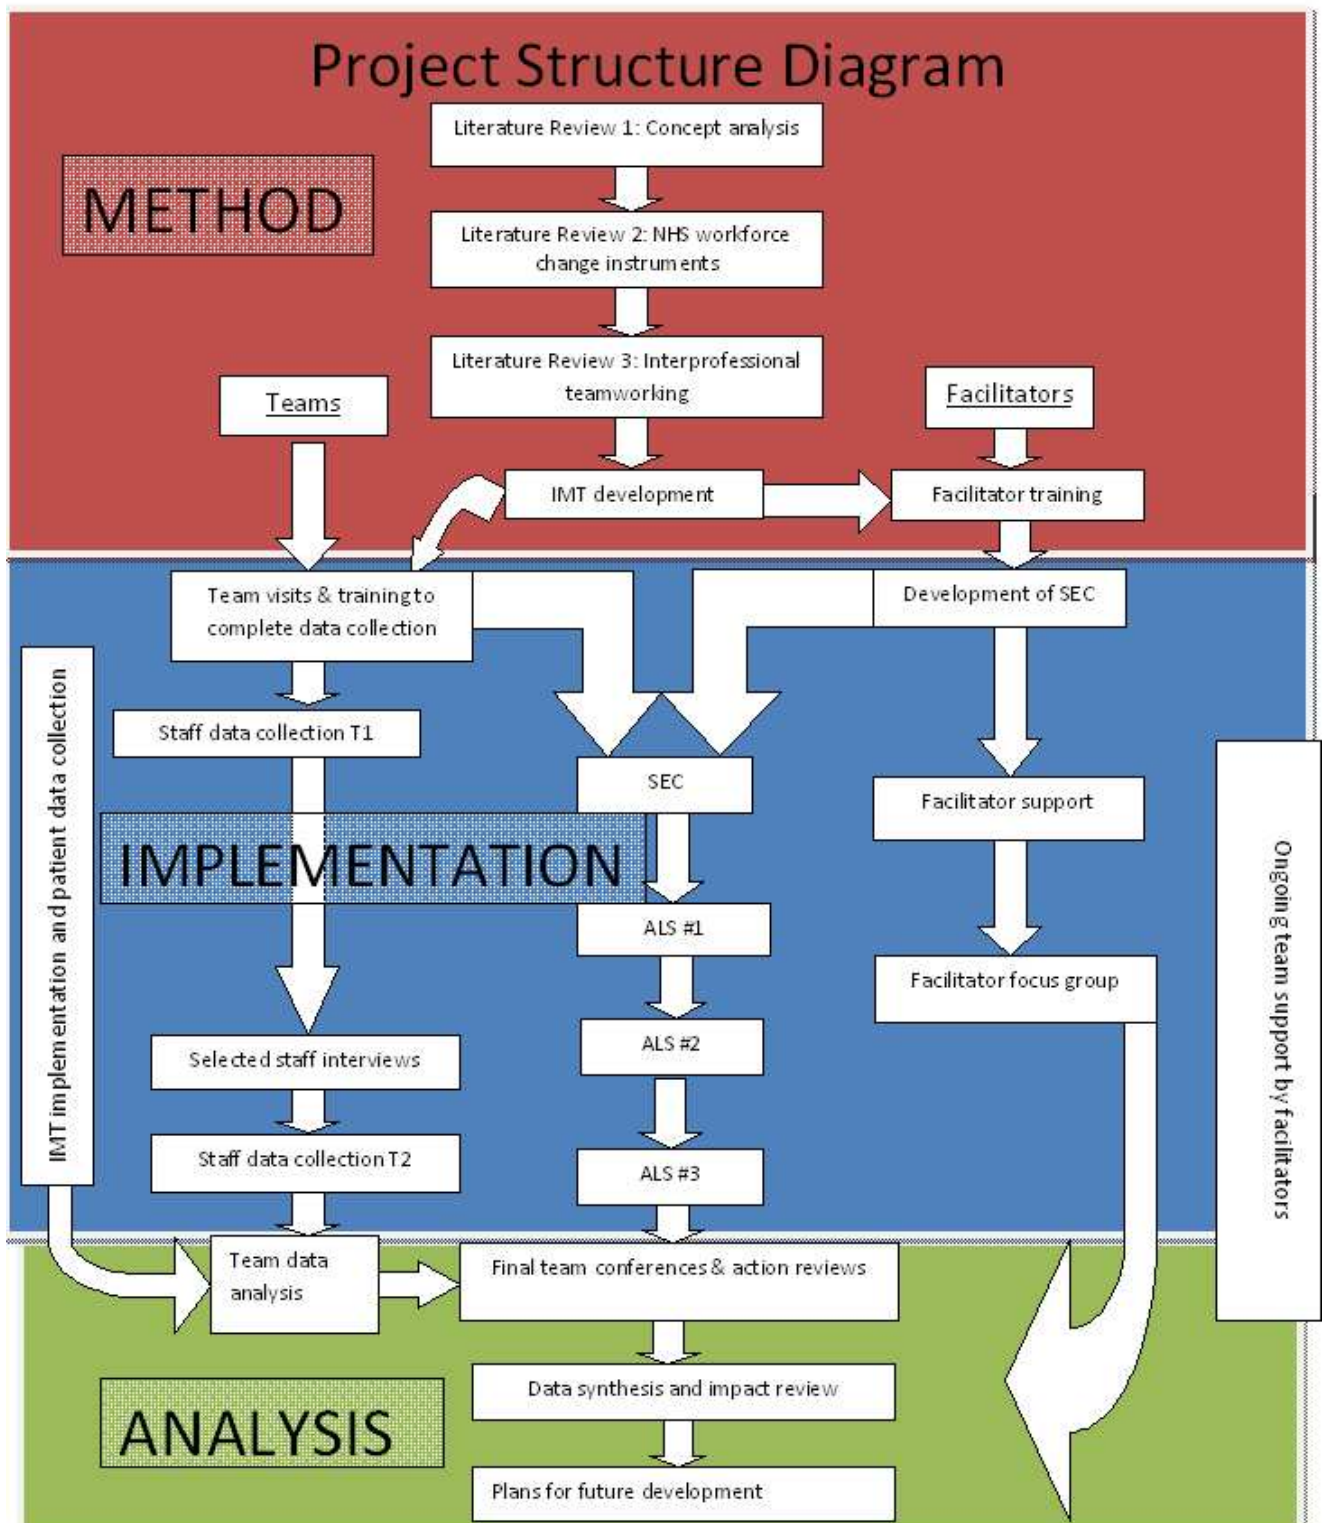 Project Structure Diagram
Literature Review 1: Concept analysis
METHOD
Literature Review 2: NHS workforce
change instruments
Literature Review 3: Interprofessional
teamworking
Teams
Facilitators
IMT development
Facilitator training
Team visits & training to
complete data collection
Development of SEC
IMT implementation and patient data collection
Staff data collection T1
SEC
Facilitator support
Ongoing team support by facilitators
IMPLEMENTATION
ALS #1
Facilitator focus group
Selected staff interviews
ALS #2
Staff data collection T2
ALS #3
Team data
analysis
Final team conferences & action reviews
Data synthesis and impact review
ANALYSIS
Plans for future development